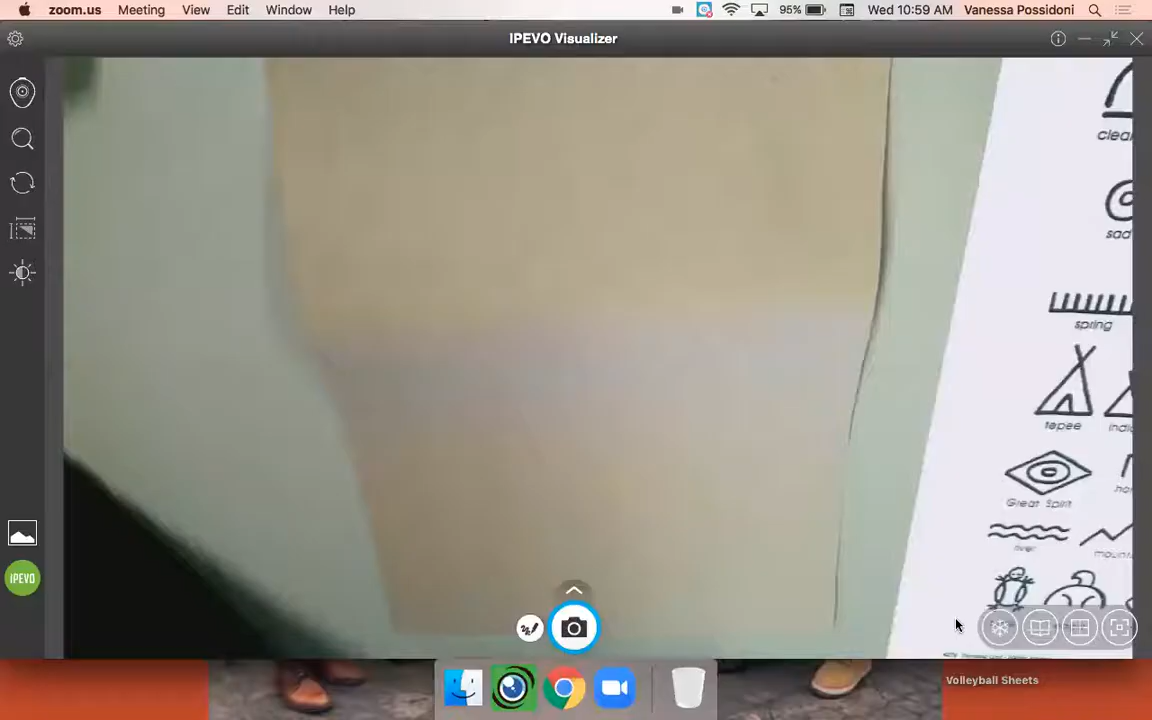 zoom.us Meeting View Edit Window Help 95% Wed 10:59 AM Vanessa Possidoni
IPEVO Visualizer
clear
sad
spring
tepee
Great Spirit
river
IPEVO
Volleyball Sheets